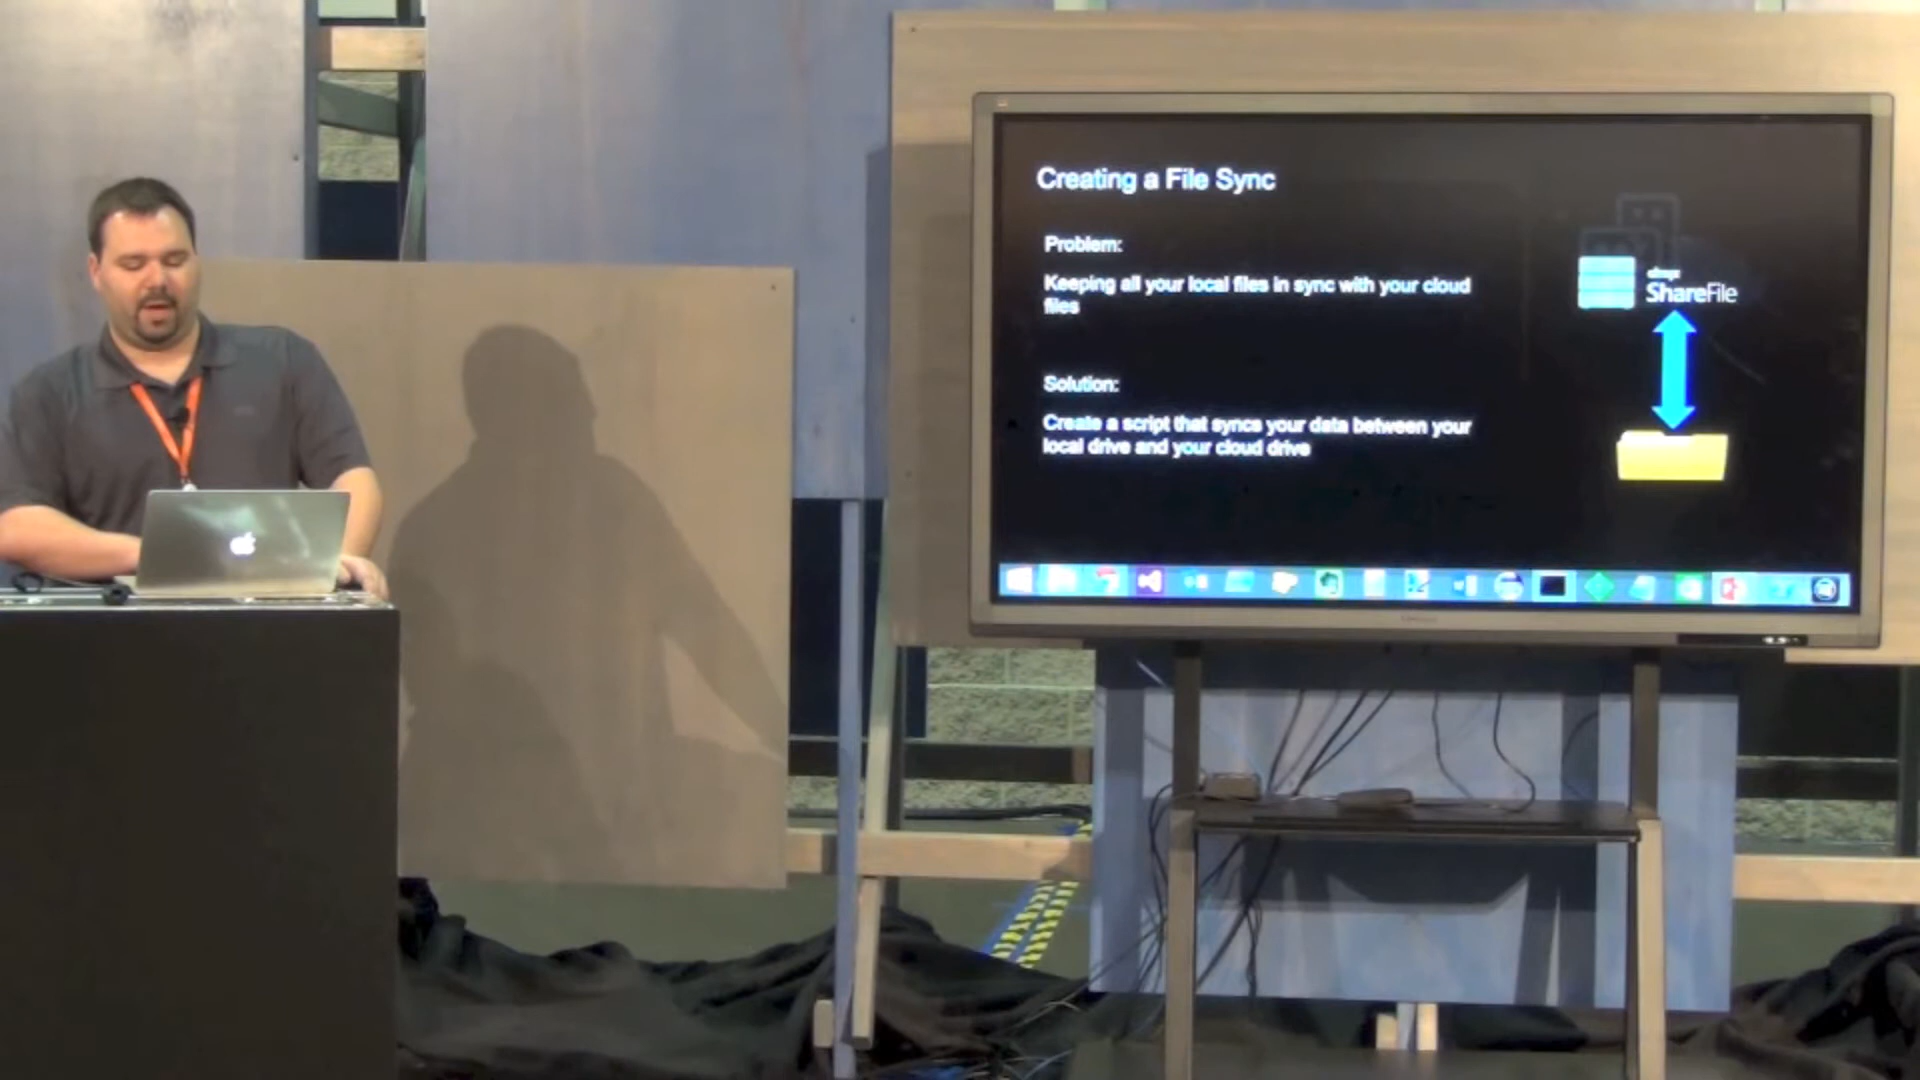 Creating a File Sync
Problem:
Keeping all your local files in sync with your cloud
files
Solution:
Create a script that syncs your data between your
local drive and your cloud drive
citrix
ShareFile